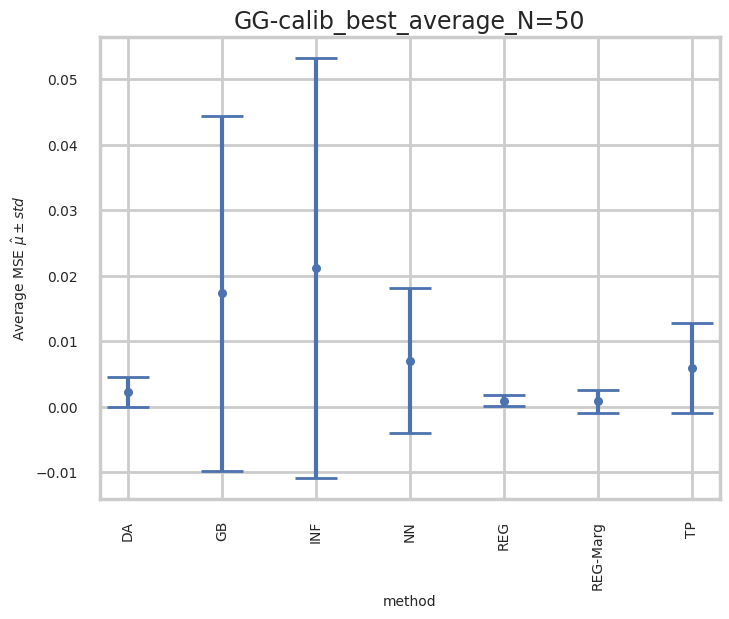 GG-calib_best_average_N=50
Average MSE μ̂ ± std
0.05
0.04
0.03
0.02
0.01
0.00
−0.01
DA
GB
INF
NN
REG
REG-Marg
TP
method